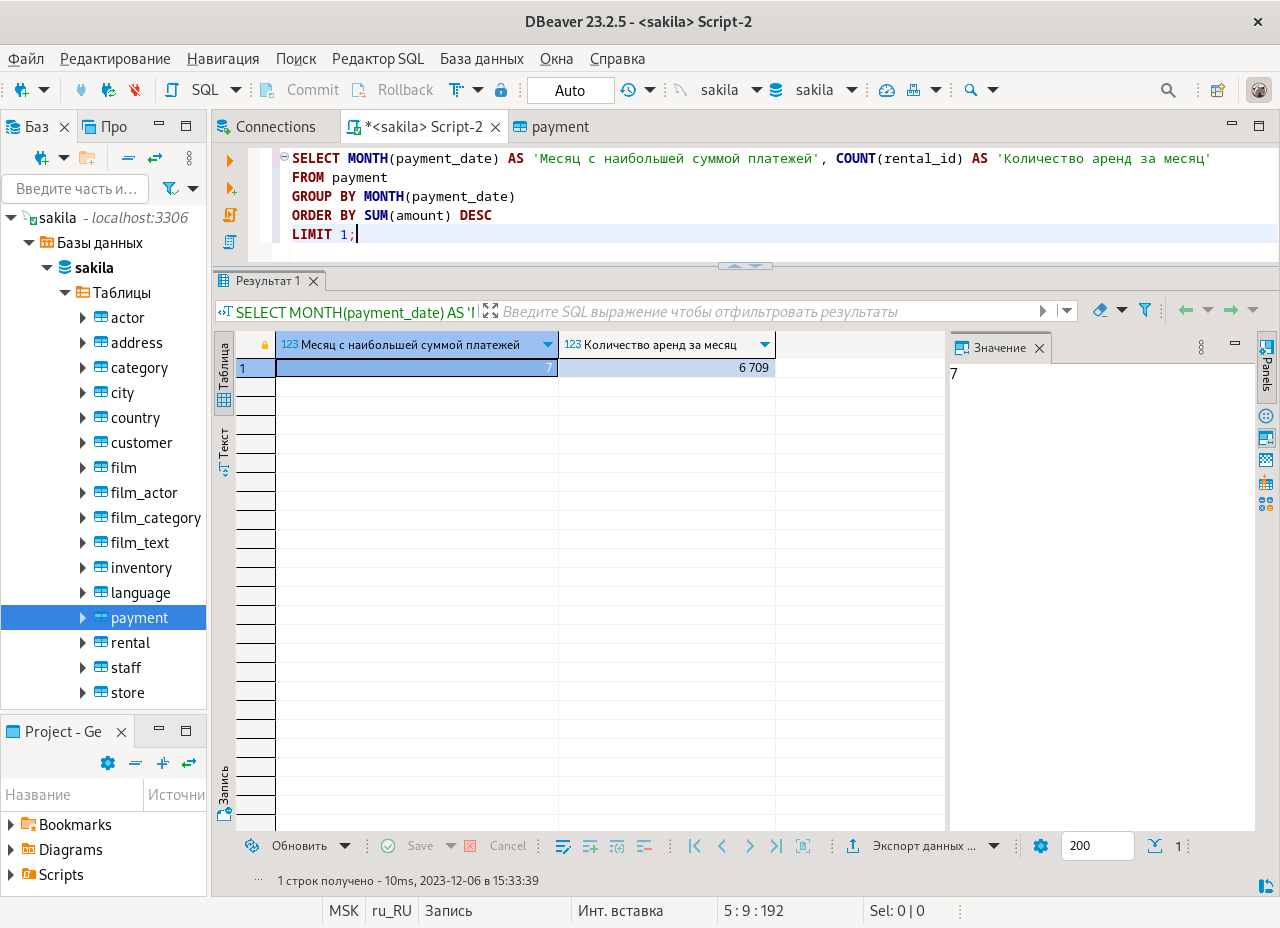 DBeaver 23.2.5 - <sakila> Script-2
Файл Редактирование Навигация Поиск Редактор SQL База данных Окна Справка
SQL Commit Rollback Auto sakila sakila
Баз Про
Connections *<sakila> Script-2 payment
Введите часть и...
sakila - localhost:3306
Базы данных
sakila
Таблицы
actor
address
category
city
country
customer
film
film_actor
film_category
film_text
inventory
language
payment
rental
staff
store
SELECT MONTH(payment_date) AS 'Месяц с наибольшей суммой платежей', COUNT(rental_id) AS 'Количество аренд за месяц'
FROM payment
GROUP BY MONTH(payment_date)
ORDER BY SUM(amount) DESC
LIMIT 1;
Результат 1
SELECT MONTH(payment_date) AS 'I Введите SQL выражение чтобы отфильтровать результаты
Таблица
Текст
Запись
123 Месяц с наибольшей суммой платежей 123 Количество аренд за месяц
1 7 6 709
Значение
7
Panels
Обновить Save Cancel Экспорт данных ... 200 1
1 строк получено - 10ms, 2023-12-06 в 15:33:39
Project - Ge
Название Источни
Bookmarks
Diagrams
Scripts
MSK ru_RU Запись Инт. вставка 5 : 9 : 192 Sel: 0 | 0